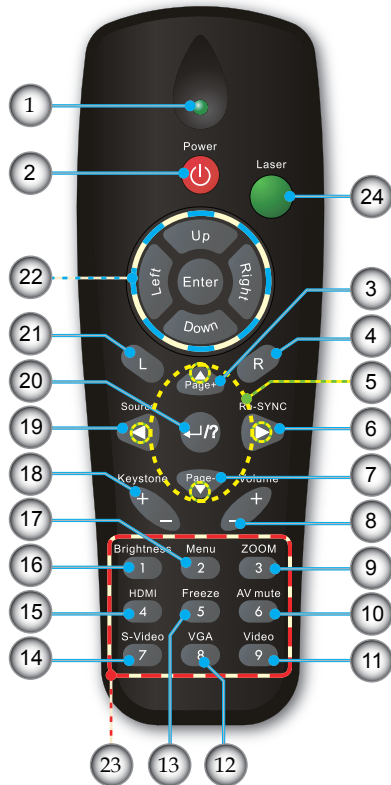 1
Power
2
Laser
24
Up
22
Left
Enter
Right
Down
3
21
L
R
4
Page+
20
5
Source
Re-SYNC
/?
19
6
18
Keystone
Page-
Volume
7
+
+
17
−
−
8
Brightness
Menu
ZOOM
16
1
2
3
9
HDMI
Freeze
AV mute
15
4
5
6
10
S-Video
VGA
Video
14
7
8
9
11
23
13
12